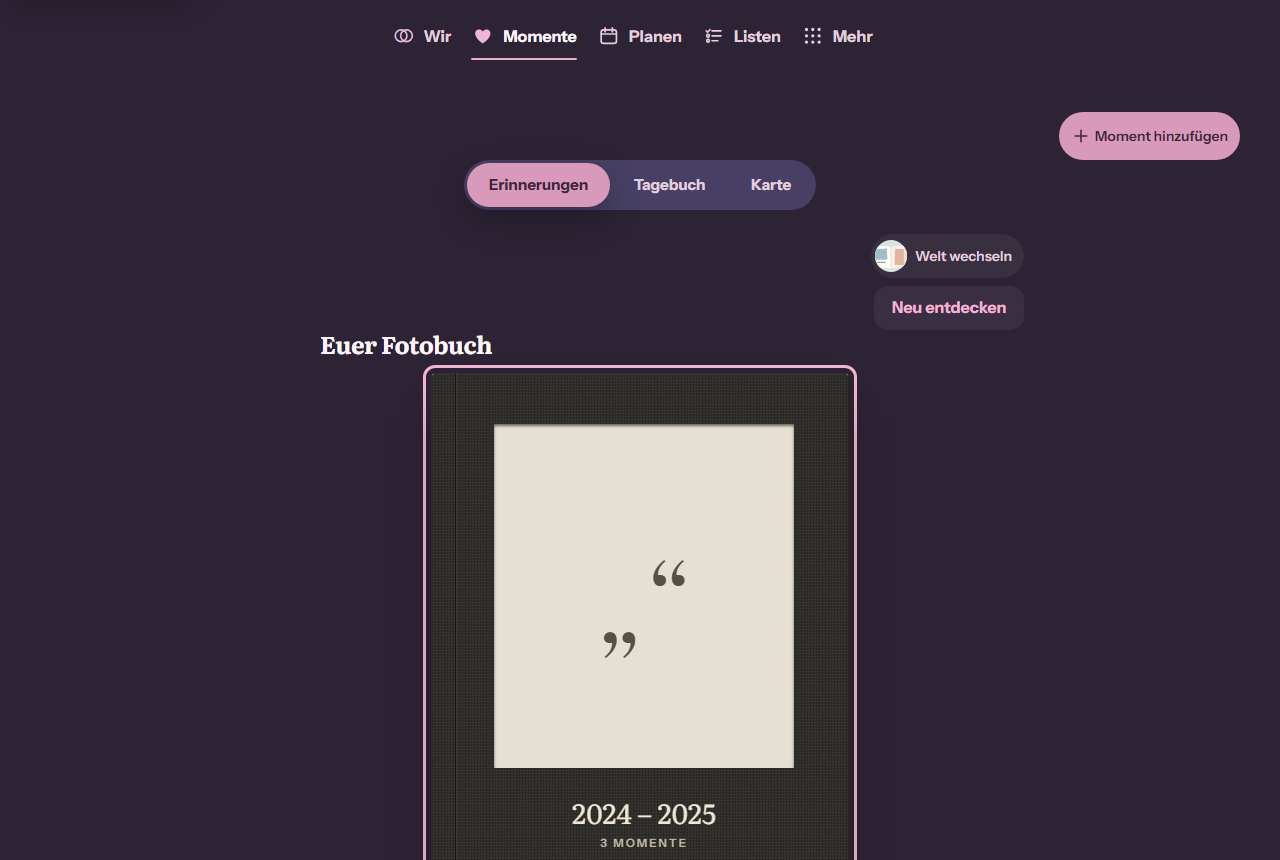 Wir Momente Planen Listen Mehr
Moment hinzufügen
Erinnerungen Tagebuch Karte
Welt wechseln
Neu entdecken
Euer Fotobuch
“
”
2024 – 2025
3 MOMENTE